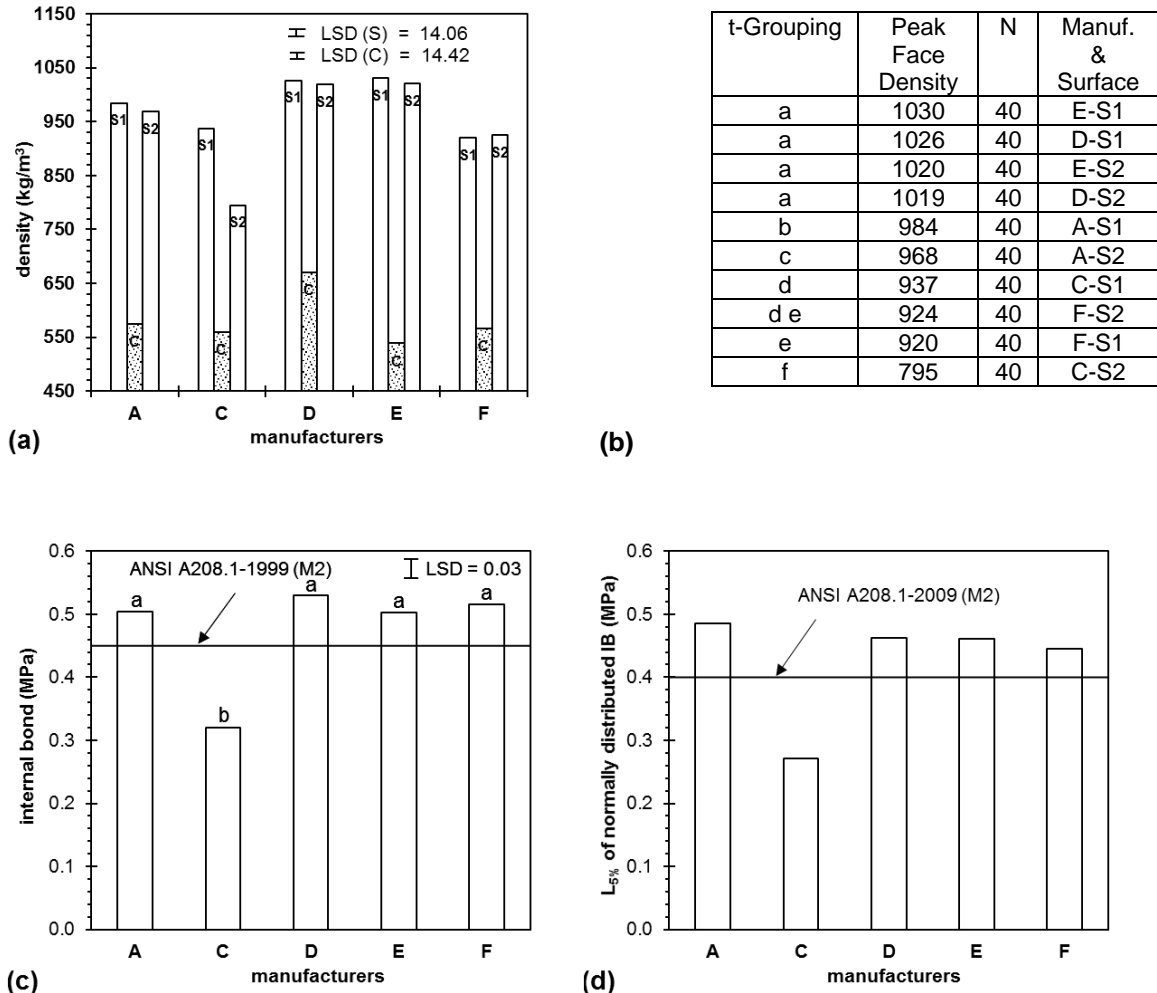 1150
1050
950
850
750
650
550
450
density (kg/m³)
LSD (S) = 14.06
LSD (C) = 14.42
S1 S2 C
S1 S2 C
S1 S2 C
S1 S2 C
S1 S2 C
A C D E F
manufacturers
(a)
t-Grouping Peak Face Density N Manuf. & Surface
a 1030 40 E-S1
a 1026 40 D-S1
a 1020 40 E-S2
a 1019 40 D-S2
b 984 40 A-S1
c 968 40 A-S2
d 937 40 C-S1
d e 924 40 F-S2
e 920 40 F-S1
f 795 40 C-S2
(b)
0.6
0.5
0.4
0.3
0.2
0.1
0.0
internal bond (MPa)
ANSI A208.1-1999 (M2)
LSD = 0.03
a b a a a
A C D E F
manufacturers
(c)
0.6
0.5
0.4
0.3
0.2
0.1
0.0
L5% of normally distributed IB (MPa)
ANSI A208.1-2009 (M2)
A C D E F
manufacturers
(d)